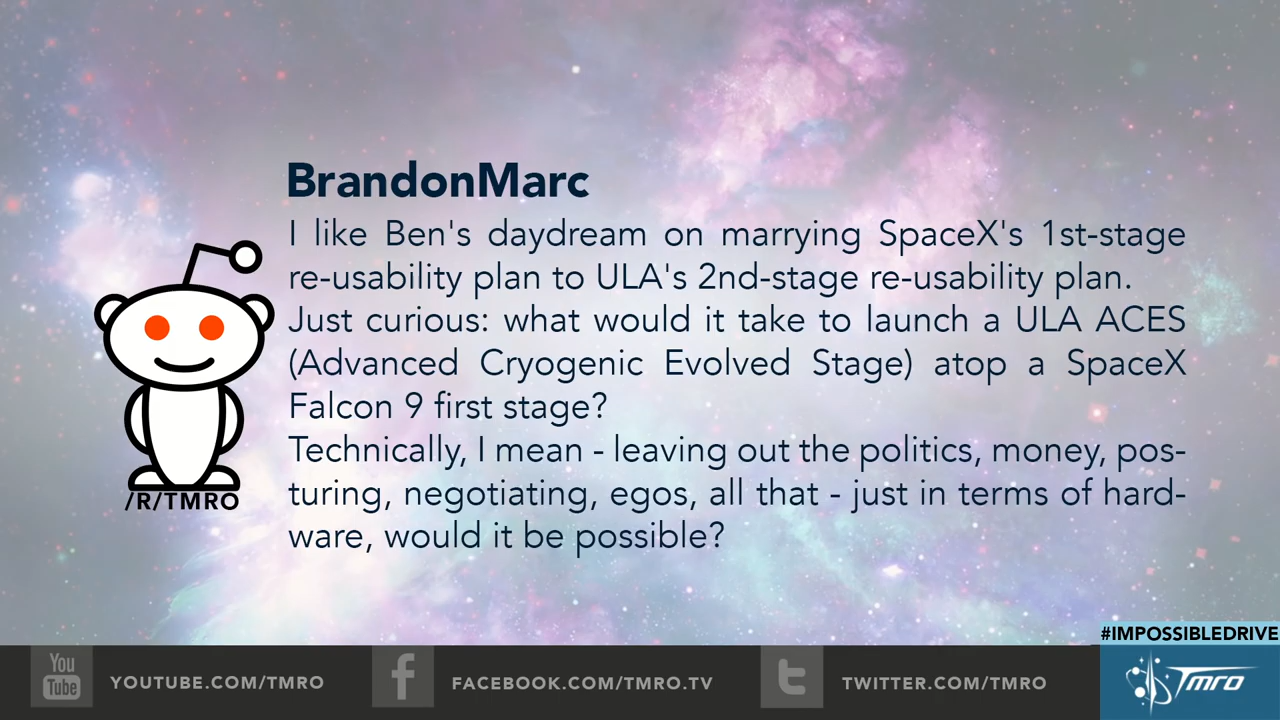 BrandonMarc
I like Ben's daydream on marrying SpaceX's 1st-stage
re-usability plan to ULA's 2nd-stage re-usability plan.
Just curious: what would it take to launch a ULA ACES
(Advanced Cryogenic Evolved Stage) atop a SpaceX
Falcon 9 first stage?
Technically, I mean - leaving out the politics, money, pos-
turing, negotiating, egos, all that - just in terms of hard-
ware, would it be possible?
/R/TMRO
#IMPOSSIBLEDRIVE
You
Tube
YOUTUBE.COM/TMRO
f
FACEBOOK.COM/TMRO.TV
t
TWITTER.COM/TMRO
Tmro